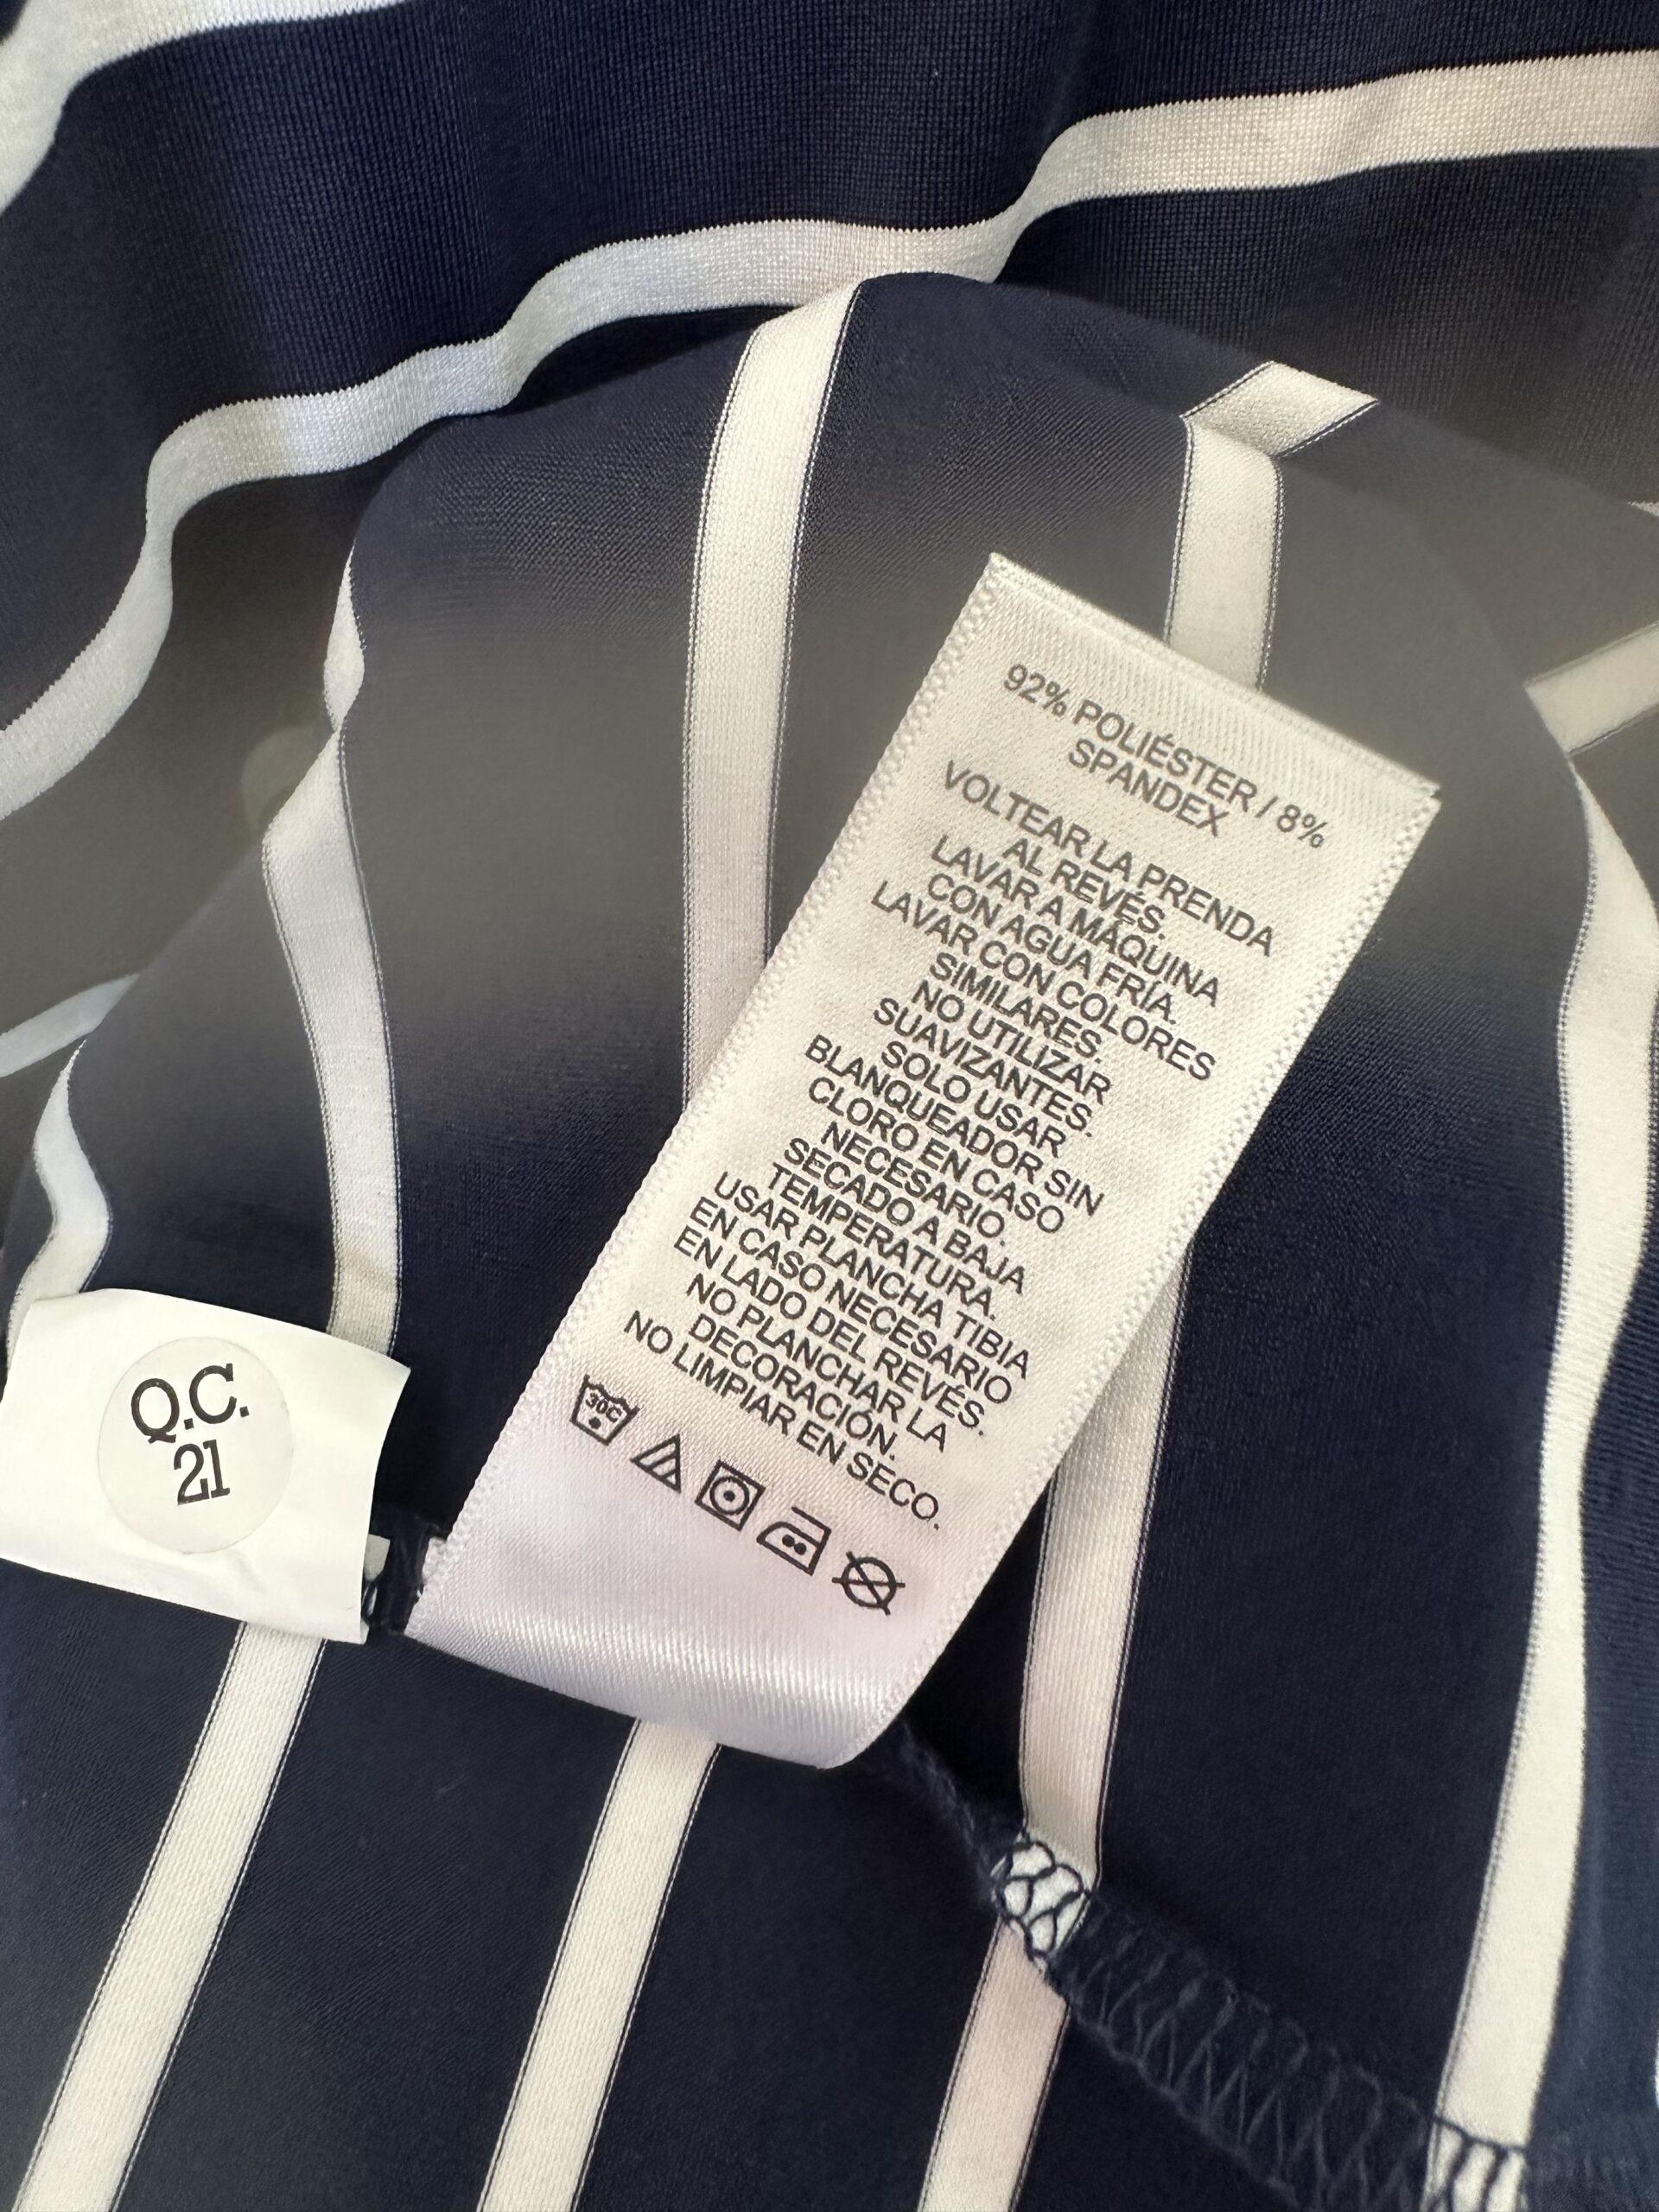 92% POLIÉSTER / 8%
SPANDEX
VOLTEAR LA PRENDA
AL REVÉS.
LAVAR A MÁQUINA
CON AGUA FRÍA.
LAVAR CON COLORES
SIMILARES.
NO UTILIZAR
SUAVIZANTES.
SOLO USAR
BLANQUEADOR SIN
CLORO EN CASO
NECESARIO.
SECADO A BAJA
TEMPERATURA.
USAR PLANCHA TIBIA
EN CASO NECESARIO
EN LADO DEL REVÉS.
NO PLANCHAR LA
DECORACIÓN.
NO LIMPIAR EN SECO.
30C
Q.C.
21